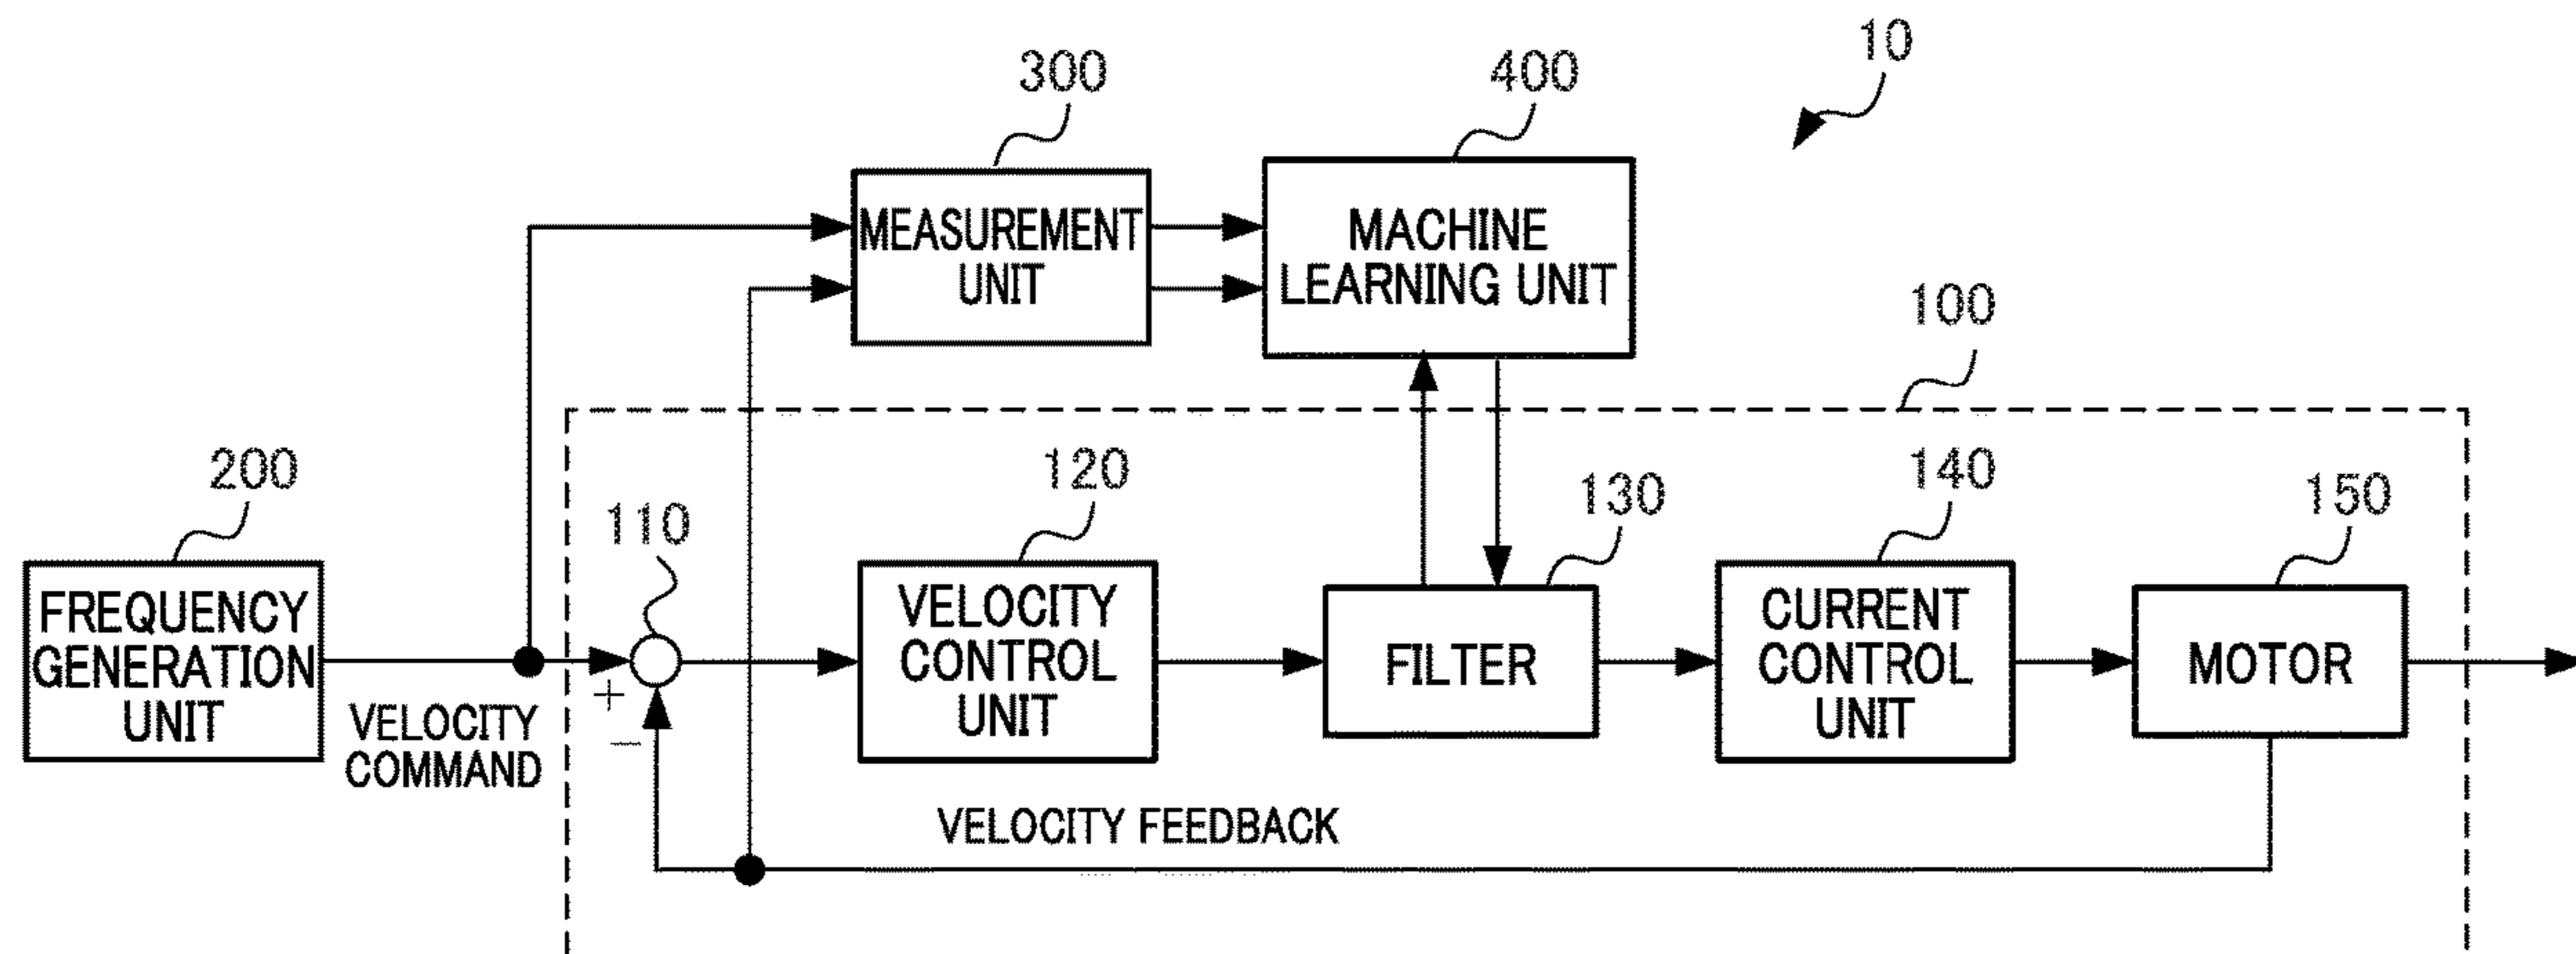 10
300
400
MEASUREMENT
UNIT
MACHINE
LEARNING UNIT
100
200
110
120
130
140
150
FREQUENCY
GENERATION
UNIT
+
−
VELOCITY
COMMAND
VELOCITY
CONTROL
UNIT
FILTER
CURRENT
CONTROL
UNIT
MOTOR
VELOCITY FEEDBACK